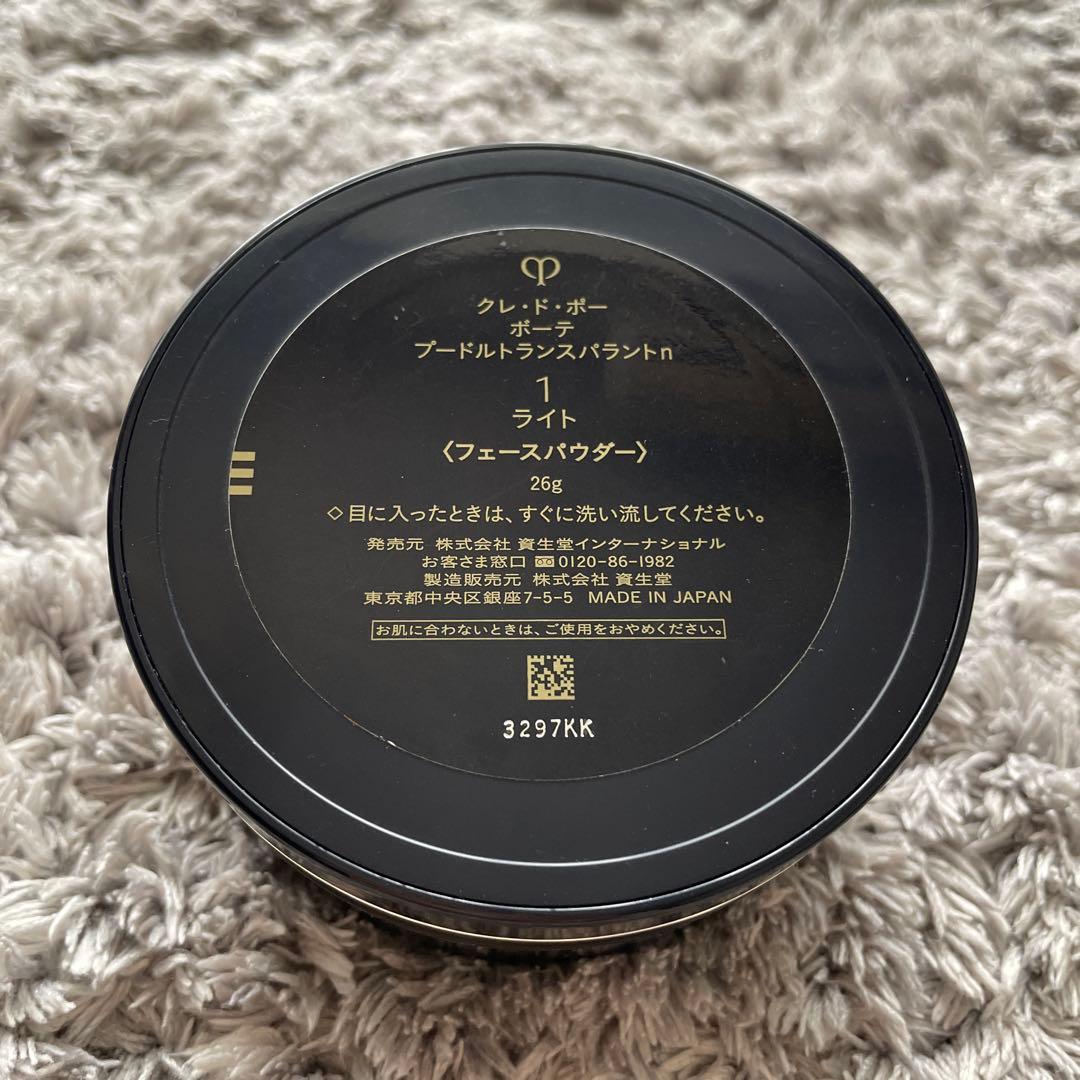 クレ・ド・ポー
ボーテ
プードルトランスパラントn
1
ライト
〈フェースパウダー〉
26g
◇目に入ったときは、すぐに洗い流してください。
発売元 株式会社 資生堂インターナショナル
お客さま窓口 0120-86-1982
製造販売元 株式会社 資生堂
東京都中央区銀座7-5-5 MADE IN JAPAN
お肌に合わないときは、ご使用をおやめください。
3297KK